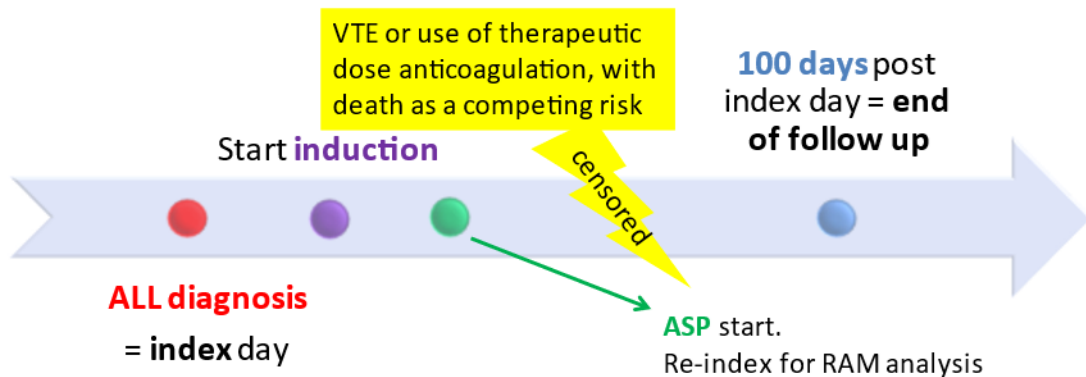 VTE or use of therapeutic
dose anticoagulation, with
death as a competing risk
100 days post
index day = end
of follow up
Start induction
censored
ALL diagnosis
= index day
ASP start.
Re-index for RAM analysis